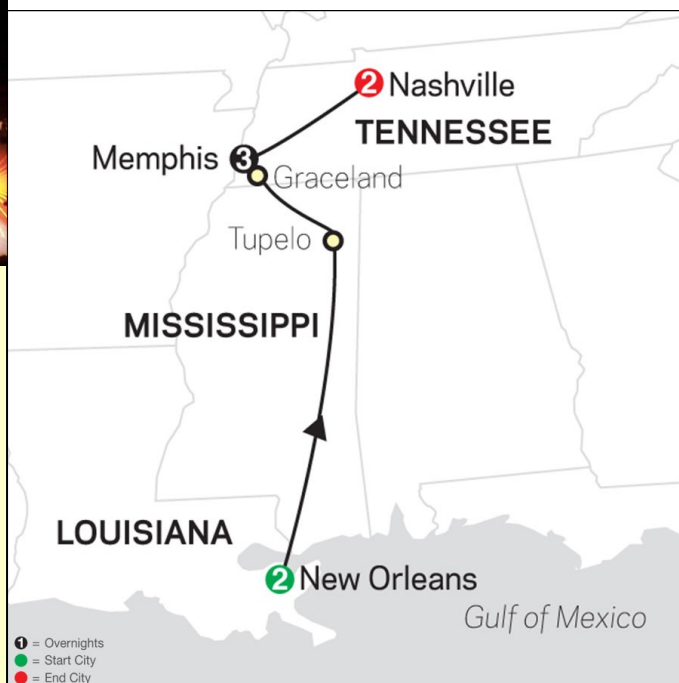 2 Nashville
TENNESSEE
Memphis 3
Graceland
Tupelo
MISSISSIPPI
LOUISIANA
2 New Orleans
Gulf of Mexico
1 = Overnights
= Start City
= End City